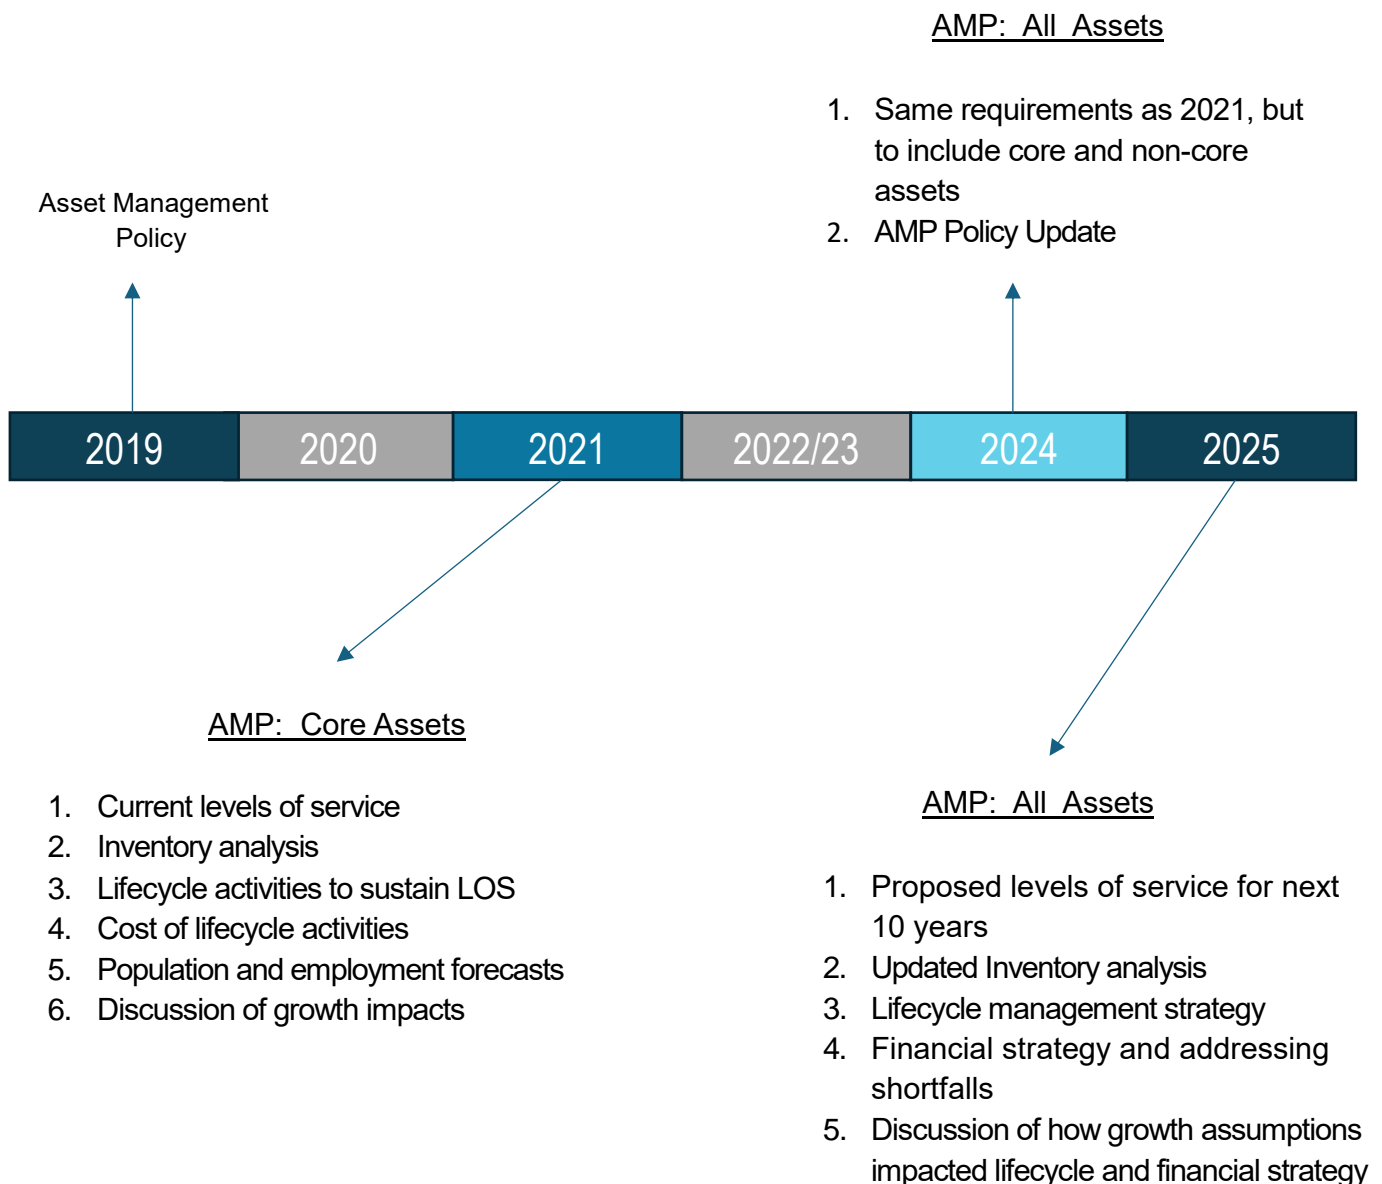 AMP: All Assets
1. Same requirements as 2021, but
to include core and non-core
assets
2. AMP Policy Update
Asset Management
Policy
2019
2020
2021
2022/23
2024
2025
AMP: Core Assets
1. Current levels of service
2. Inventory analysis
3. Lifecycle activities to sustain LOS
4. Cost of lifecycle activities
5. Population and employment forecasts
6. Discussion of growth impacts
AMP: All Assets
1. Proposed levels of service for next
10 years
2. Updated Inventory analysis
3. Lifecycle management strategy
4. Financial strategy and addressing
shortfalls
5. Discussion of how growth assumptions
impacted lifecycle and financial strategy